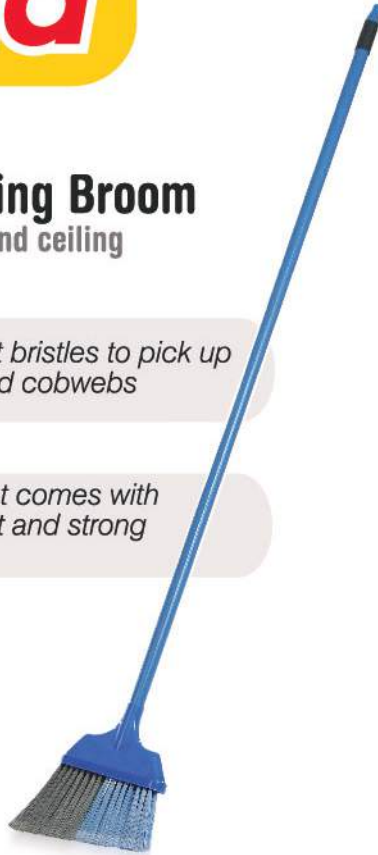 a
ing Broom
nd ceiling
t bristles to pick up
d cobwebs
t comes with
t and strong